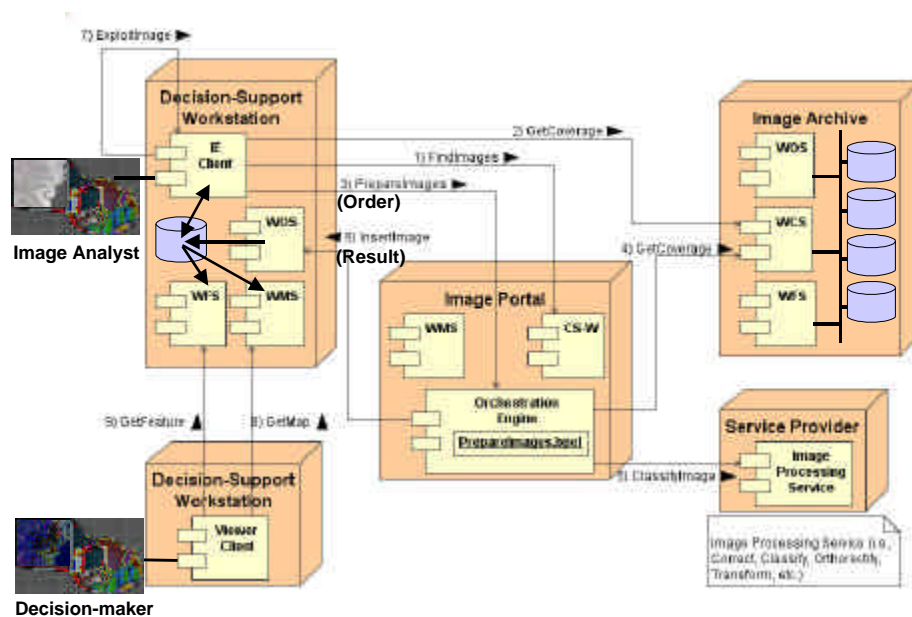 7) ExploitImage
Decision-Support
Workstation
IE
Client
2) GetCoverage
1) FindImages
3) PrepareImages
(Order)
Image Analyst
WOS
6) InsertImage
(Result)
WFS
WMS
Image Archive
WOS
WCS
4) GetCoverage
WFS
Image Portal
WMS
CS-W
Orchestration
Engine
PrepareImages.bpel
9) GetFeature
8) GetMap
Service Provider
Image
Processing
Service
5) ClassifyImage
Decision-Support
Workstation
Viewer
Client
Image Processing Service (i.e.,
Correct, Classify, Orthorectify,
Transform, etc.)
Decision-maker